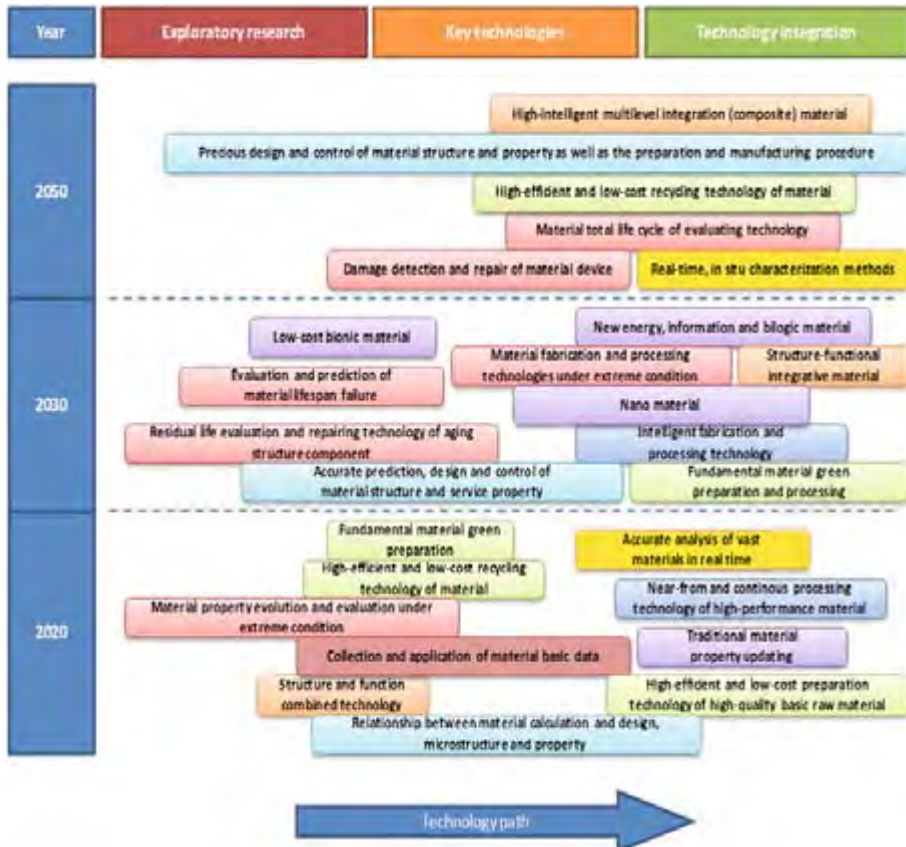 Year
Exploratory research
Key technologies
Technology integration
2050
High-intelligent multilevel integration (composite) material
Precious design and control of material structure and property as well as the preparation and manufacturing procedure
High-efficient and low-cost recycling technology of material
Material total life cycle of evaluating technology
Damage detection and repair of material device
Real-time, in situ characterization methods
2030
Low-cost bionic material
New energy, information and bilogic material
Evaluation and prediction of
material lifespan failure
Material fabrication and processing
technologies under extreme condition
Structure-functional
integrative material
Nano material
Residual life evaluation and repairing technology of aging
structure component
Intelligent fabrication and
processing technology
Accurate prediction, design and control of
material structure and service property
Fundamental material green
preparation and processing
2020
Fundamental material green
preparation
Accurate analysis of vast
materials in real time
High-efficient and low-cost recycling
technology of material
Near-from and continous processing
technology of high-performance material
Material property evolution and evaluation under
extreme condition
Collection and application of material basic data
Traditional material
property updating
Structure and function
combined technology
High-efficient and low-cost preparation
technology of high-quality basic raw material
Relationship between material calculation and design,
microstructure and property
Technology path